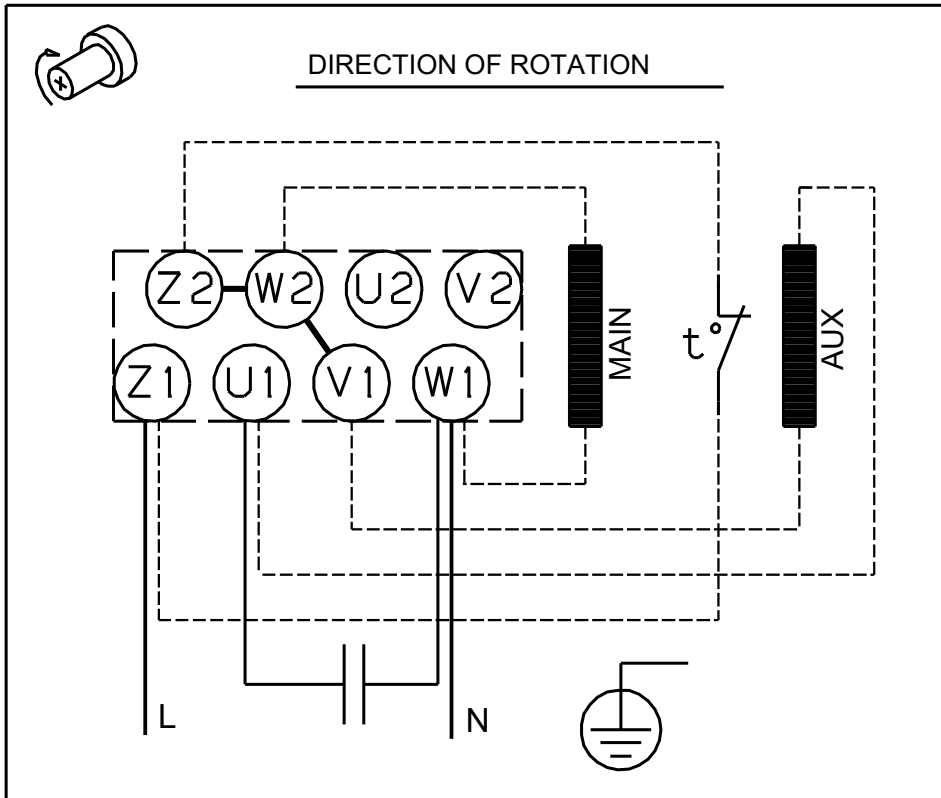 DIRECTION OF ROTATION
Z2 W2 U2 V2
Z1 U1 V1 W1
MAIN
t°
AUX
L
N